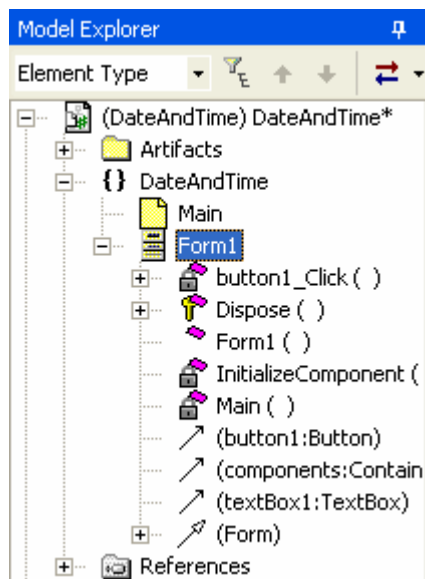 Model Explorer
Element Type
E
(DateAndTime) DateAndTime*
Artifacts
{} DateAndTime
Main
Form1
button1_Click ( )
Dispose ( )
Form1 ( )
InitializeComponent (
Main ( )
(button1:Button)
(components:Contain
(textBox1:TextBox)
(Form)
References